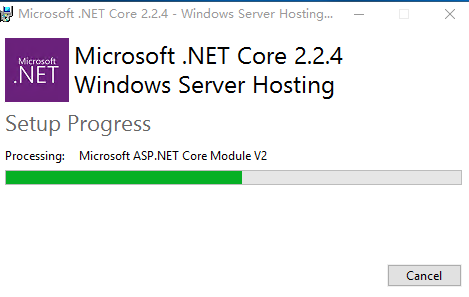 Microsoft .NET Core 2.2.4 - Windows Server Hosting...
Microsoft
.NET
Microsoft .NET Core 2.2.4
Windows Server Hosting
Setup Progress
Processing: Microsoft ASP.NET Core Module V2
Cancel